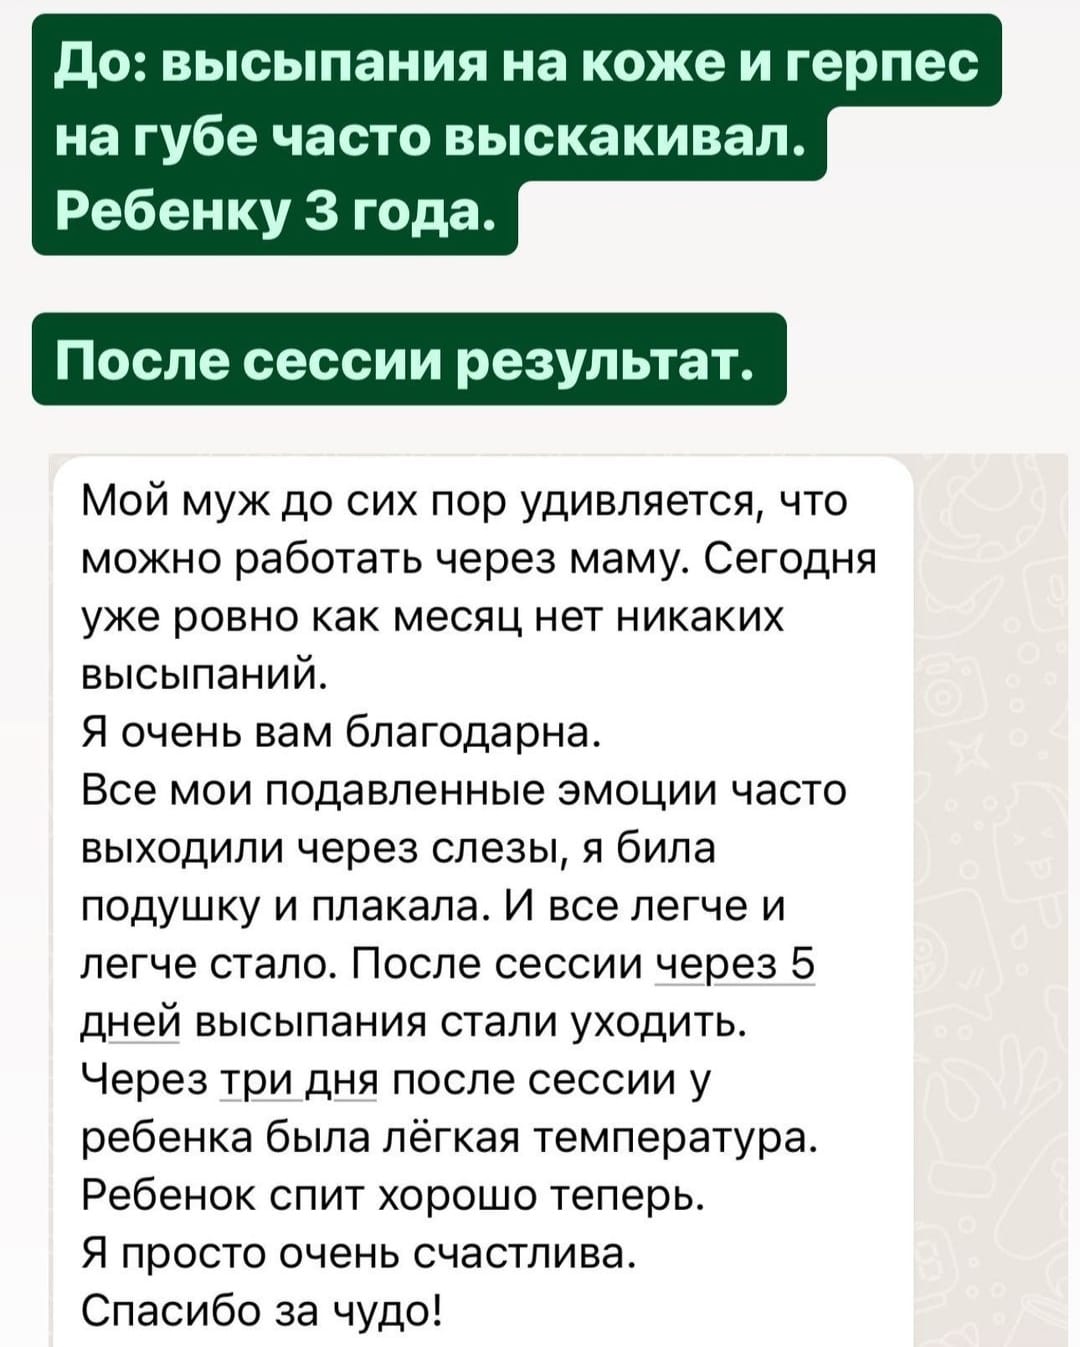 До: высыпания на коже и герпес
на губе часто выскакивал.
Ребенку 3 года.
После сессии результат.
Мой муж до сих пор удивляется, что
можно работать через маму. Сегодня
уже ровно как месяц нет никаких
высыпаний.
Я очень вам благодарна.
Все мои подавленные эмоции часто
выходили через слезы, я била
подушку и плакала. И все легче и
легче стало. После сессии через 5
дней высыпания стали уходить.
Через три дня после сессии у
ребенка была лёгкая температура.
Ребенок спит хорошо теперь.
Я просто очень счастлива.
Спасибо за чудо!